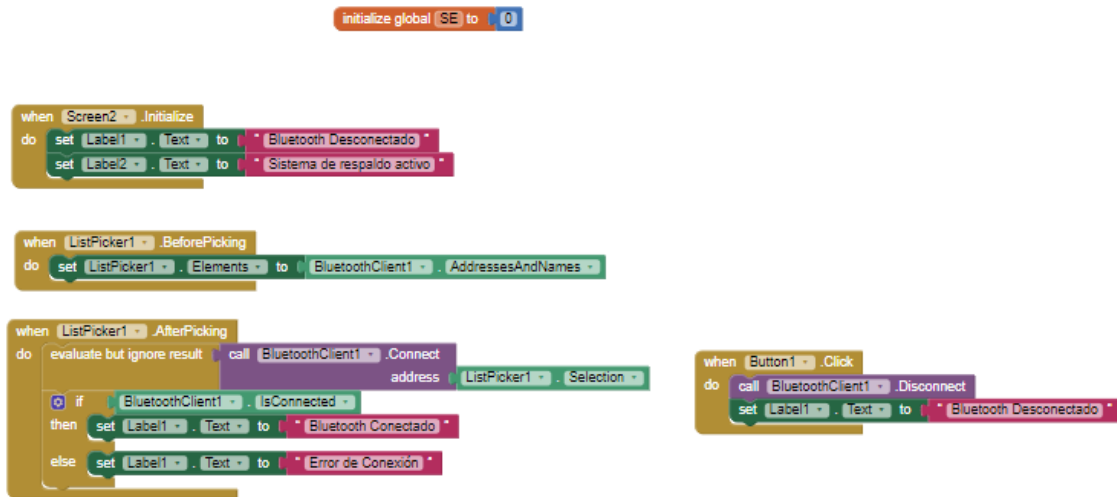 initialize global SE to 0
when Screen2 .Initialize
do set Label1 . Text to " Bluetooth Desconectado "
set Label2 . Text to " Sistema de respaldo activo "
when ListPicker1 .BeforePicking
do set ListPicker1 . Elements to BluetoothClient1 . AddressesAndNames
when ListPicker1 .AfterPicking
do evaluate but ignore result call BluetoothClient1 .Connect
address ListPicker1 . Selection
if BluetoothClient1 . IsConnected
then set Label1 . Text to " Bluetooth Conectado "
else set Label1 . Text to " Error de Conexión "
when Button1 .Click
do call BluetoothClient1 .Disconnect
set Label1 . Text to " Bluetooth Desconectado "